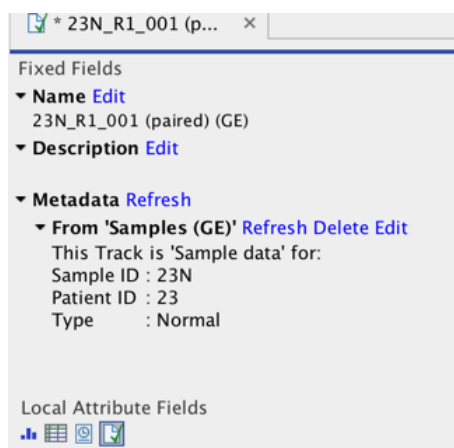 * 23N_R1_001 (p... ×
Fixed Fields
Name Edit
23N_R1_001 (paired) (GE)
Description Edit
Metadata Refresh
From 'Samples (GE)' Refresh Delete Edit
This Track is 'Sample data' for:
Sample ID : 23N
Patient ID : 23
Type : Normal
Local Attribute Fields